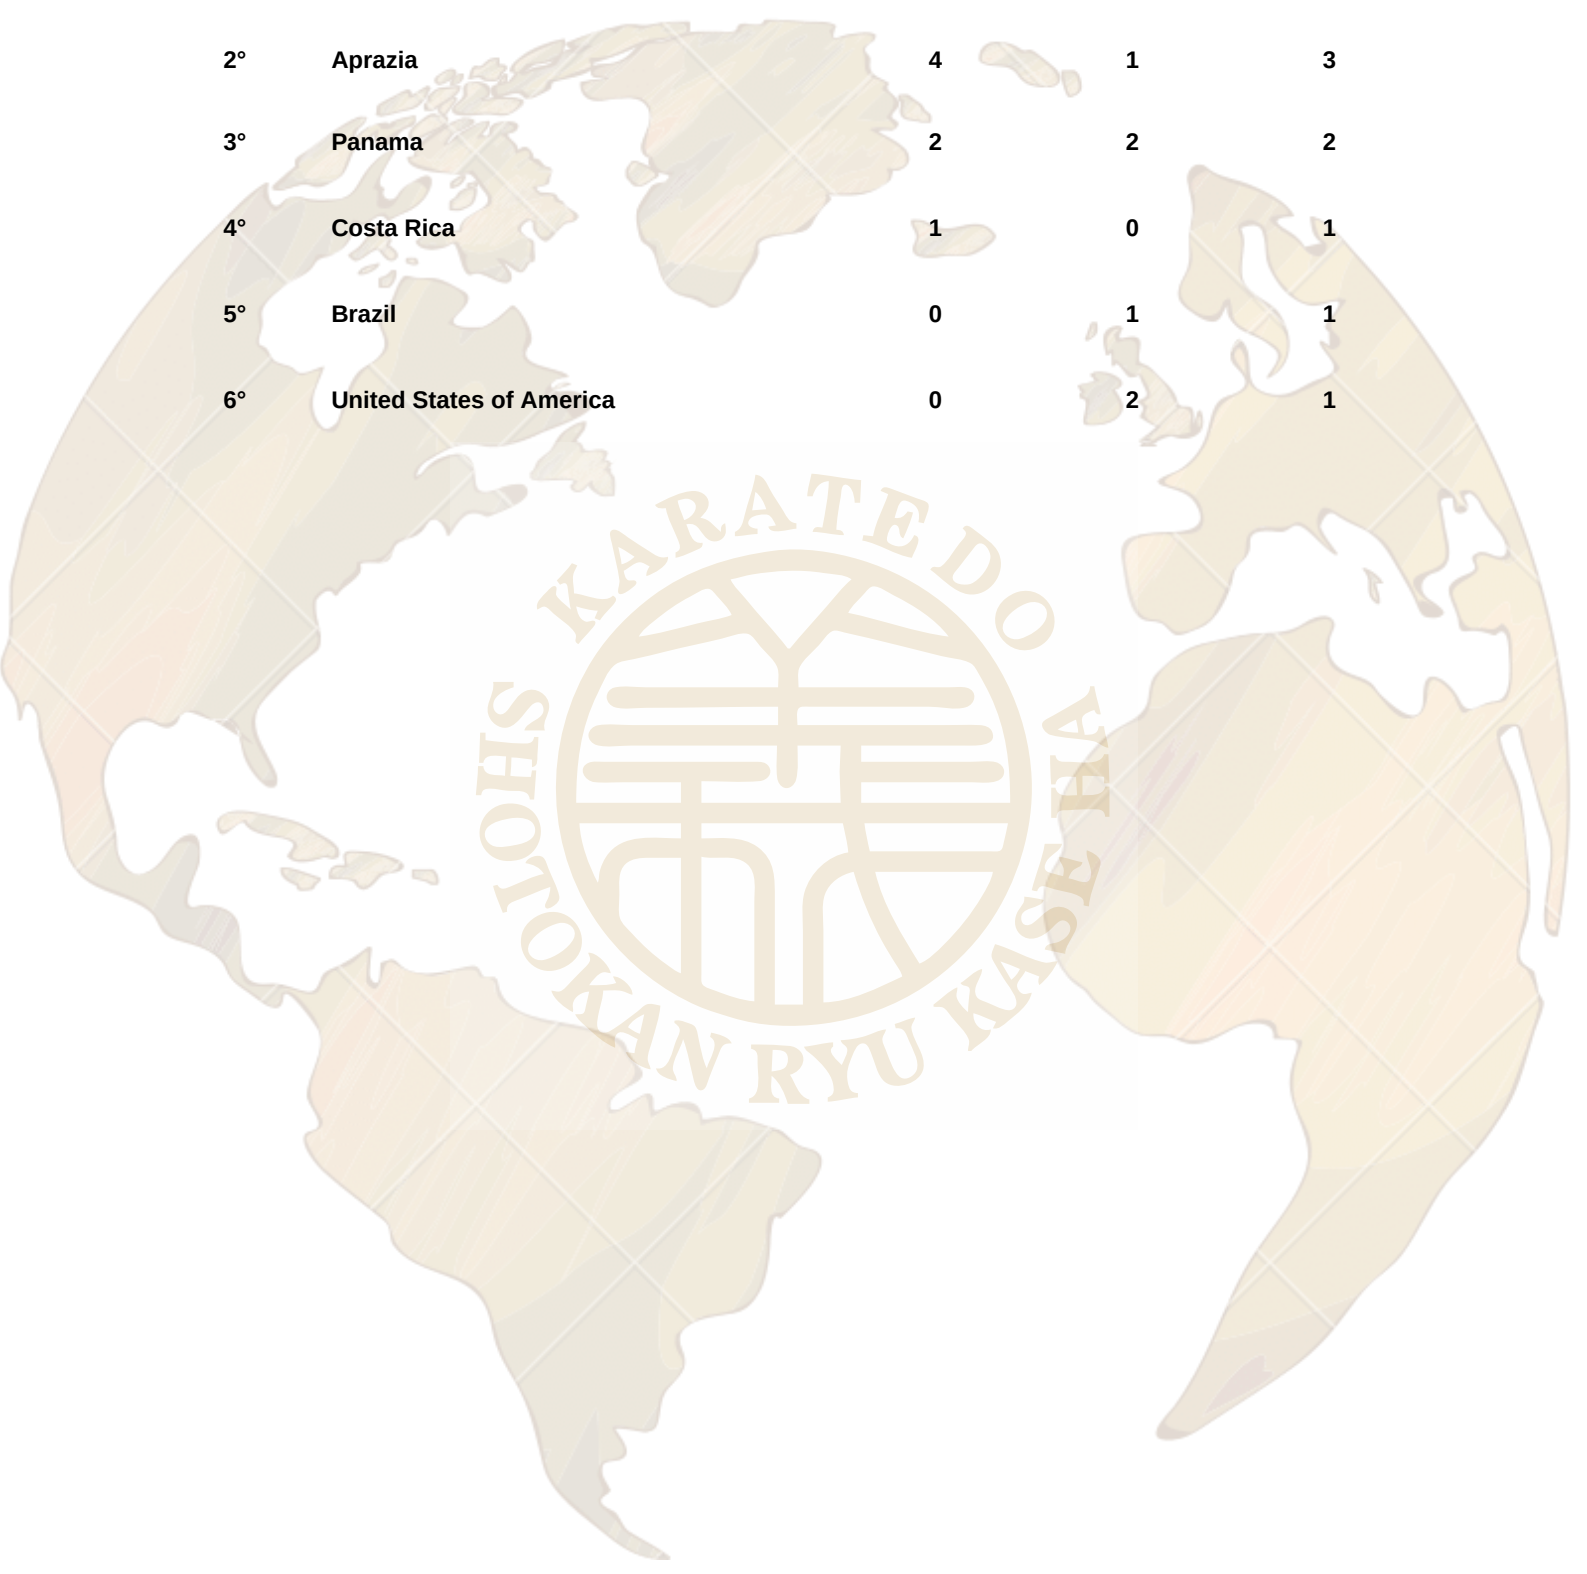 2° Aprazia 4 1 3
3° Panama 2 2 2
4° Costa Rica 1 0 1
5° Brazil 0 1 1
6° United States of America 0 2 1
KARATE DO
SHOTOKAN RYU KASE HA